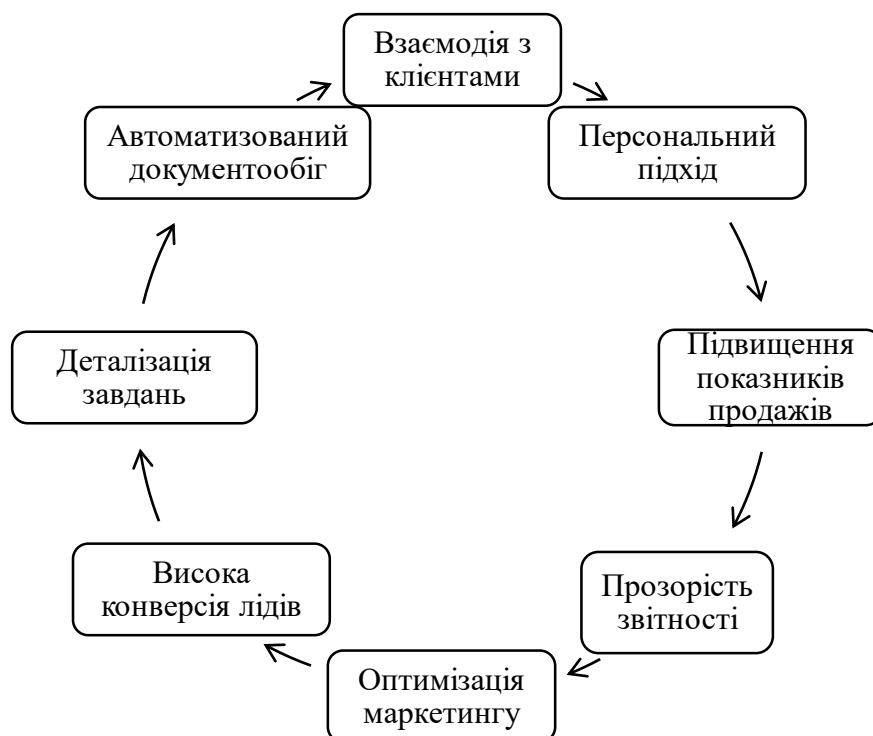 Взаємодія з
клієнтами
Персональний
підхід
Підвищення
показників
продажів
Прозорість
звітності
Оптимізація
маркетингу
Висока
конверсія лідів
Деталізація
завдань
Автоматизований
документообіг